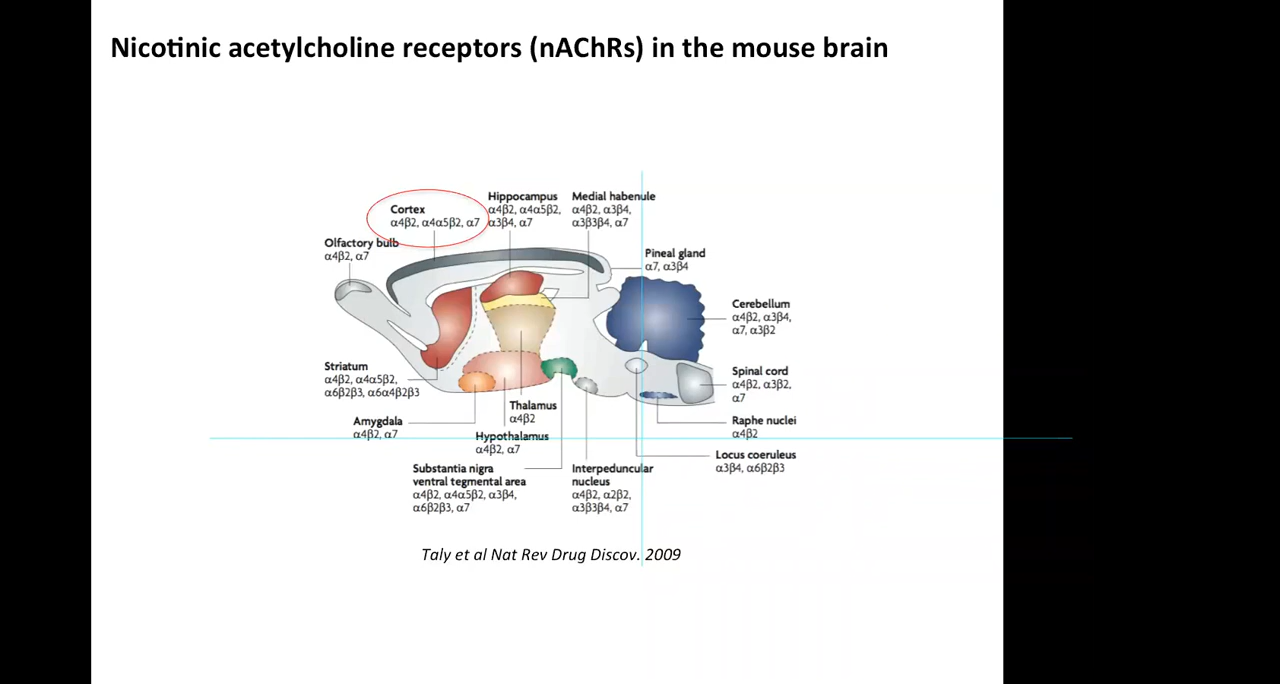 Nicotinic acetylcholine receptors (nAChRs) in the mouse brain
Cortex
α4β2, α4α5β2, α7
Hippocampus
α4β2, α4α5β2,
α3β4, α7
Medial habenule
α4β2, α3β4,
α3β3β4, α7
Olfactory bulb
α4β2, α7
Pineal gland
α7, α3β4
Cerebellum
α4β2, α3β4,
α7, α3β2
Striatum
α4β2, α4α5β2,
α6β2β3, α6α4β2β3
Spinal cord
α4β2, α3β2,
α7
Amygdala
α4β2, α7
Thalamus
α4β2
Hypothalamus
α4β2, α7
Raphe nuclei
α4β2
Locus coeruleus
α3β4, α6β2β3
Substantia nigra
ventral tegmental area
α4β2, α4α5β2, α3β4,
α6β2β3, α7
Interpeduncular
nucleus
α4β2, α2β2,
α3β3β4, α7
Taly et al Nat Rev Drug Discov. 2009